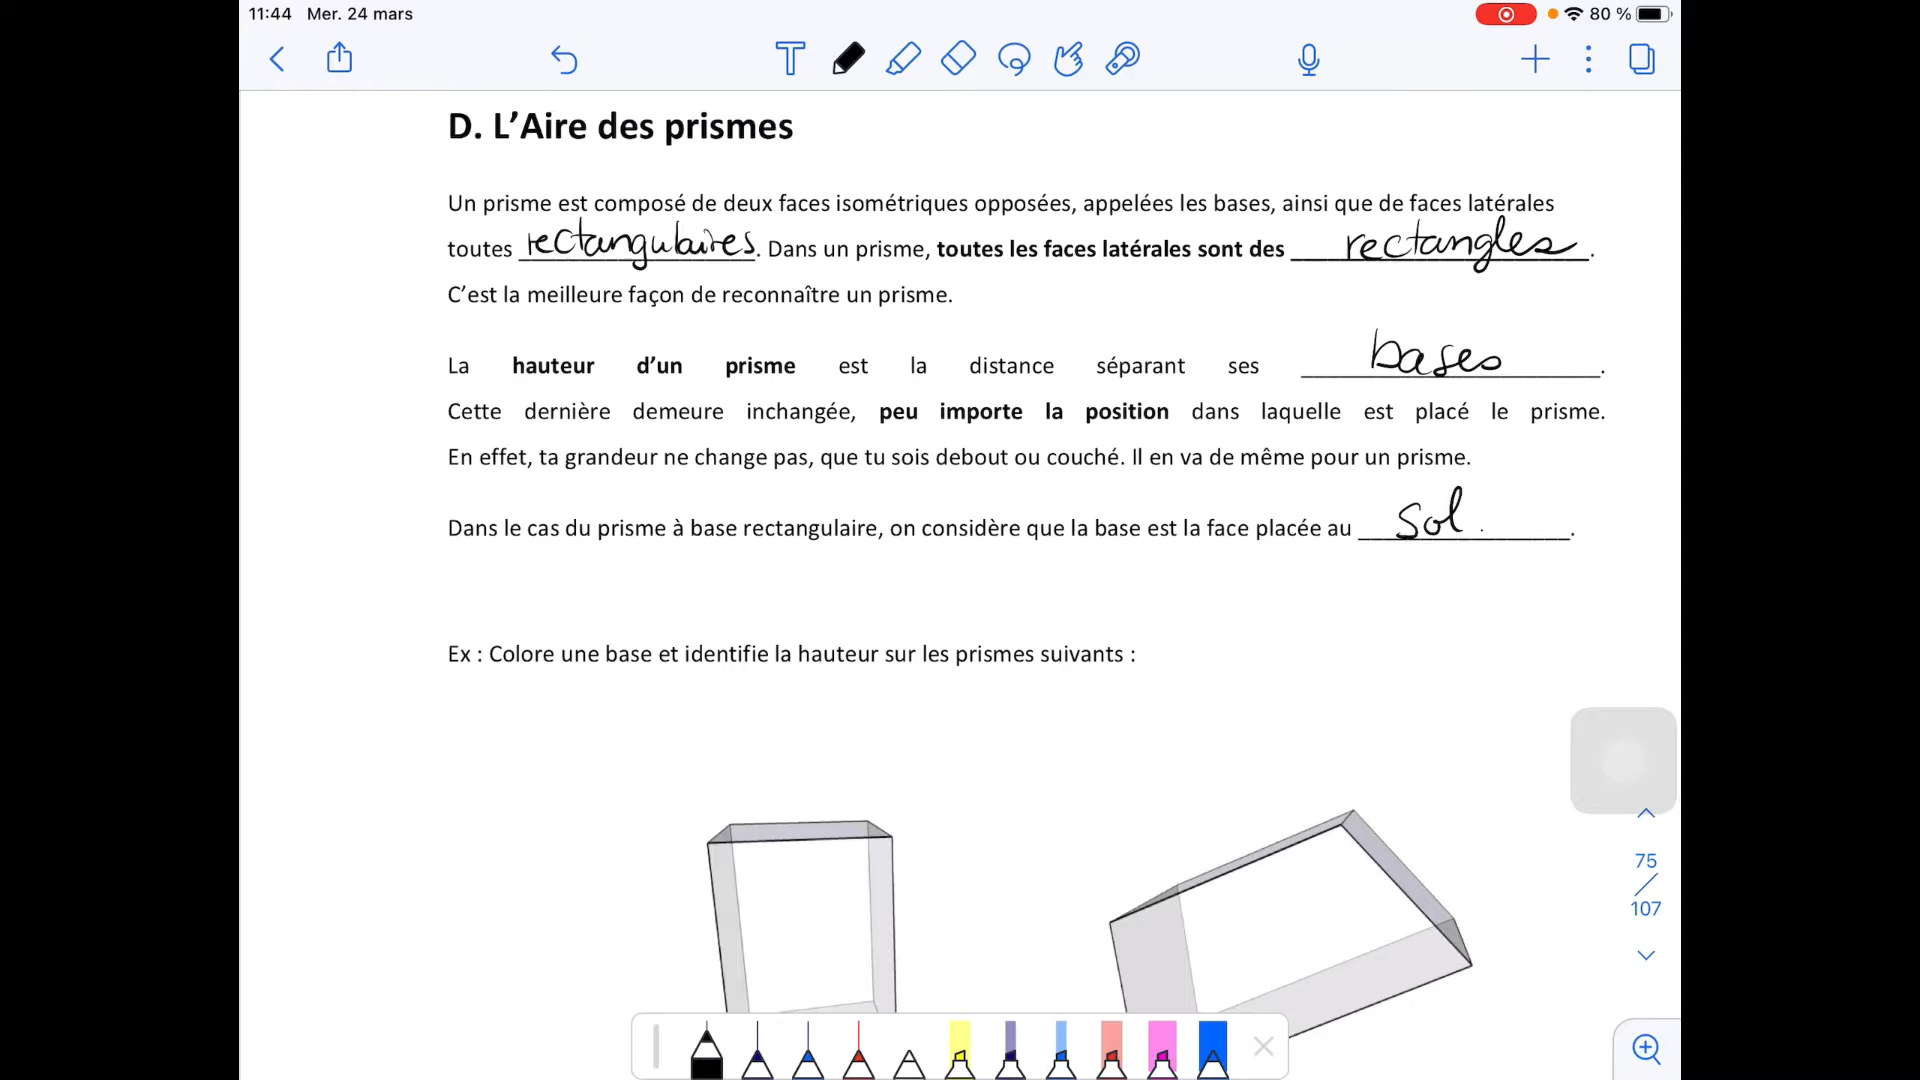 11:44 Mer. 24 mars
80 %
D. L’Aire des prismes
Un prisme est composé de deux faces isométriques opposées, appelées les bases, ainsi que de faces latérales
toutes rectangulaires. Dans un prisme, toutes les faces latérales sont des rectangles.
C’est la meilleure façon de reconnaître un prisme.
La hauteur d’un prisme est la distance séparant ses bases.
Cette dernière demeure inchangée, peu importe la position dans laquelle est placé le prisme.
En effet, ta grandeur ne change pas, que tu sois debout ou couché. Il en va de même pour un prisme.
Dans le cas du prisme à base rectangulaire, on considère que la base est la face placée au sol.
Ex : Colore une base et identifie la hauteur sur les prismes suivants :
75
/
107